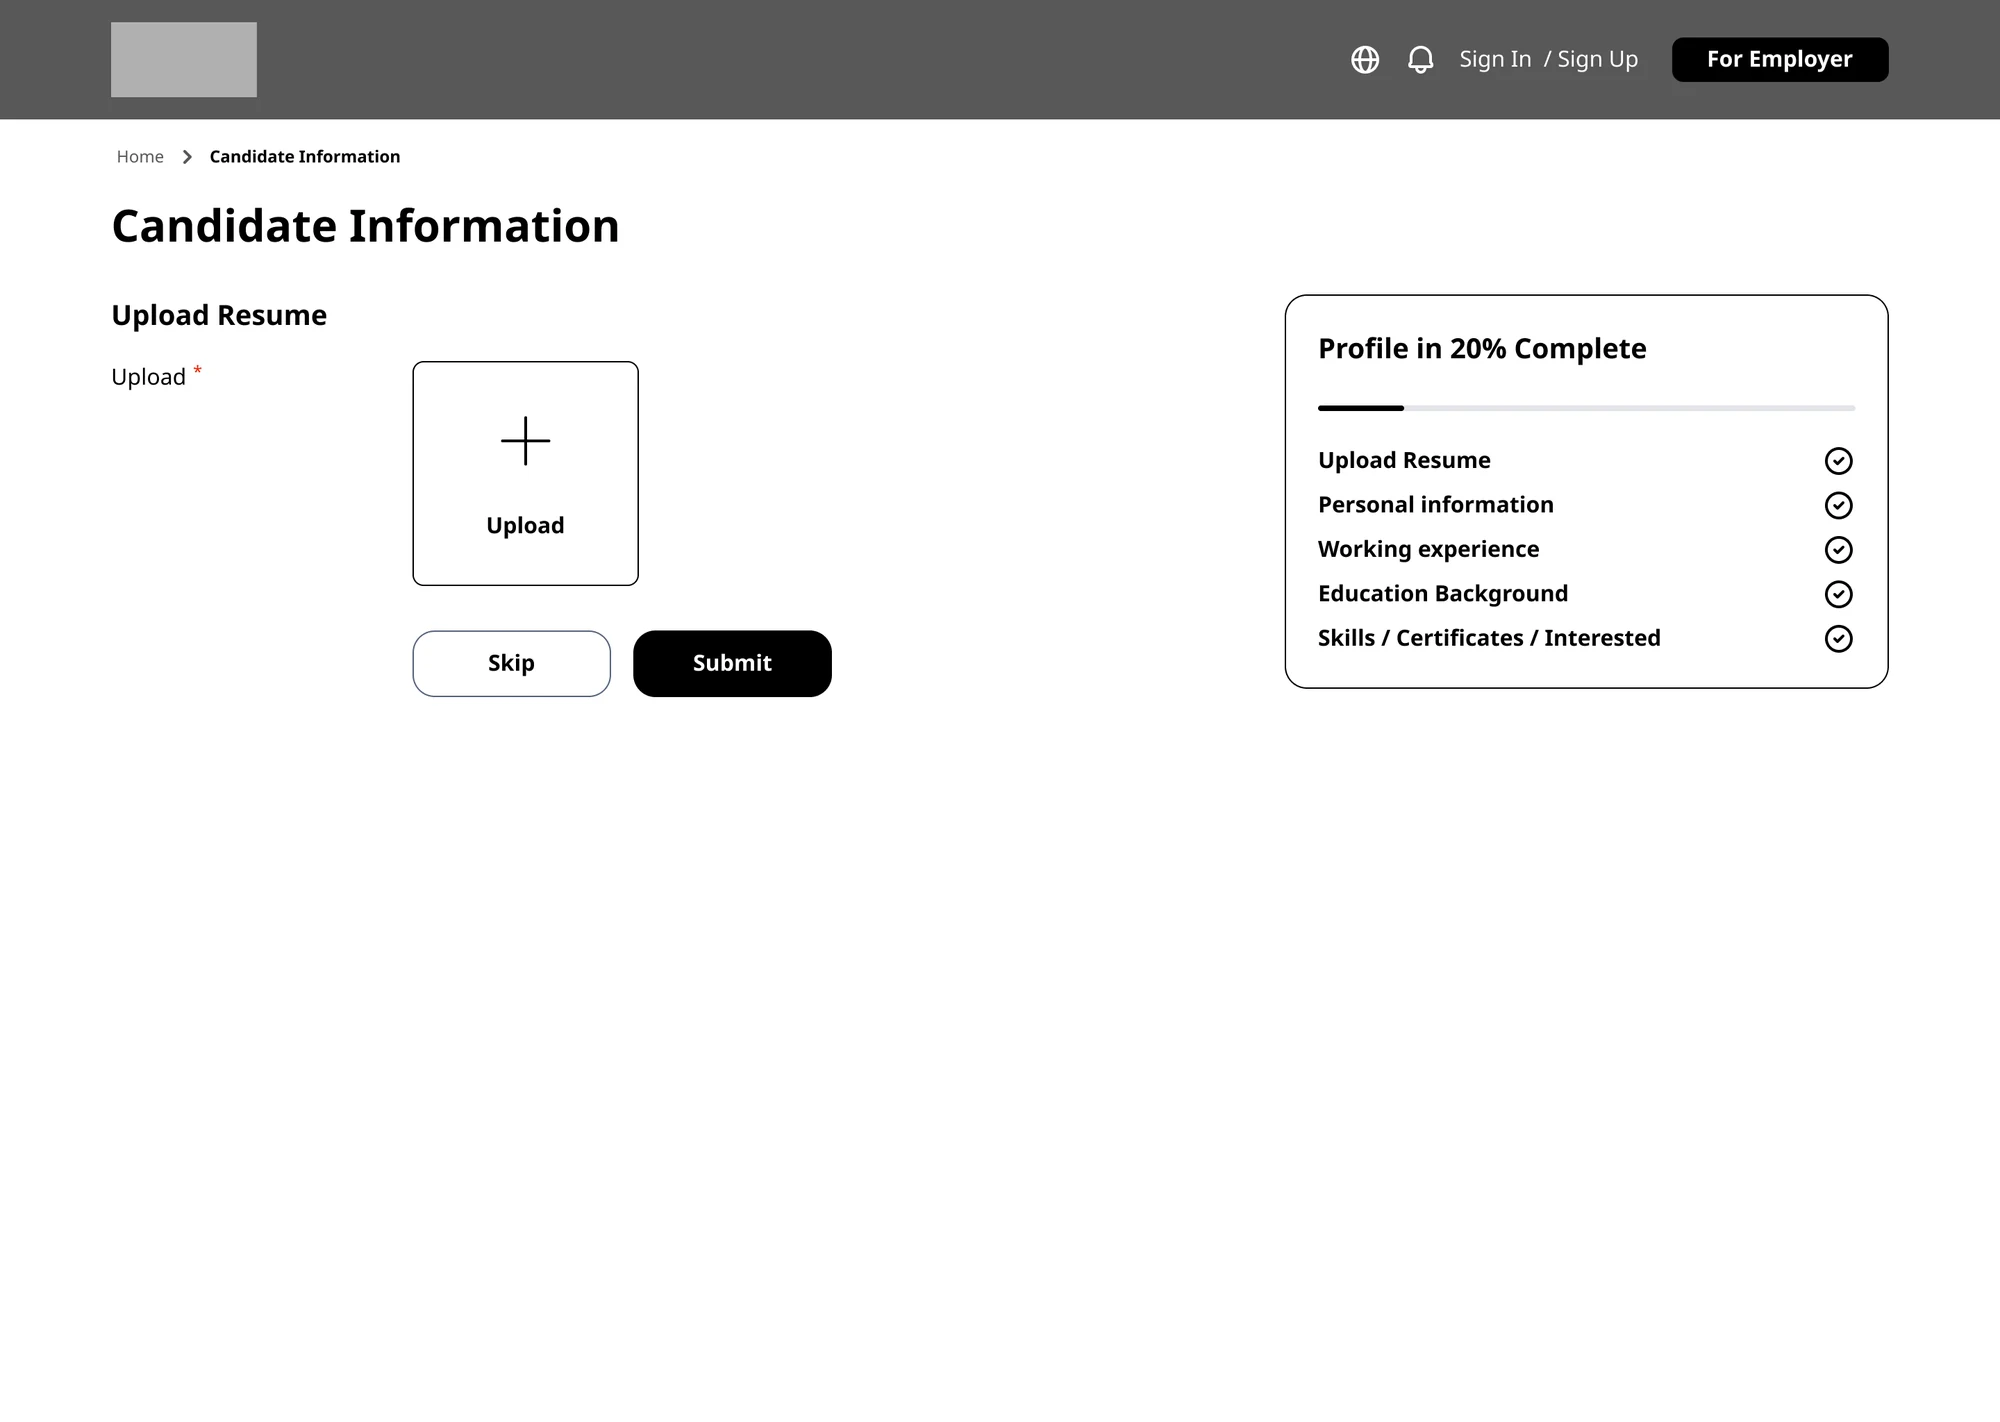 Sign In / Sign Up
For Employer
Home
Candidate Information
Candidate Information
Upload Resume
Upload *
Upload
Skip
Submit
Profile in 20% Complete
Upload Resume
Personal information
Working experience
Education Background
Skills / Certificates / Interested